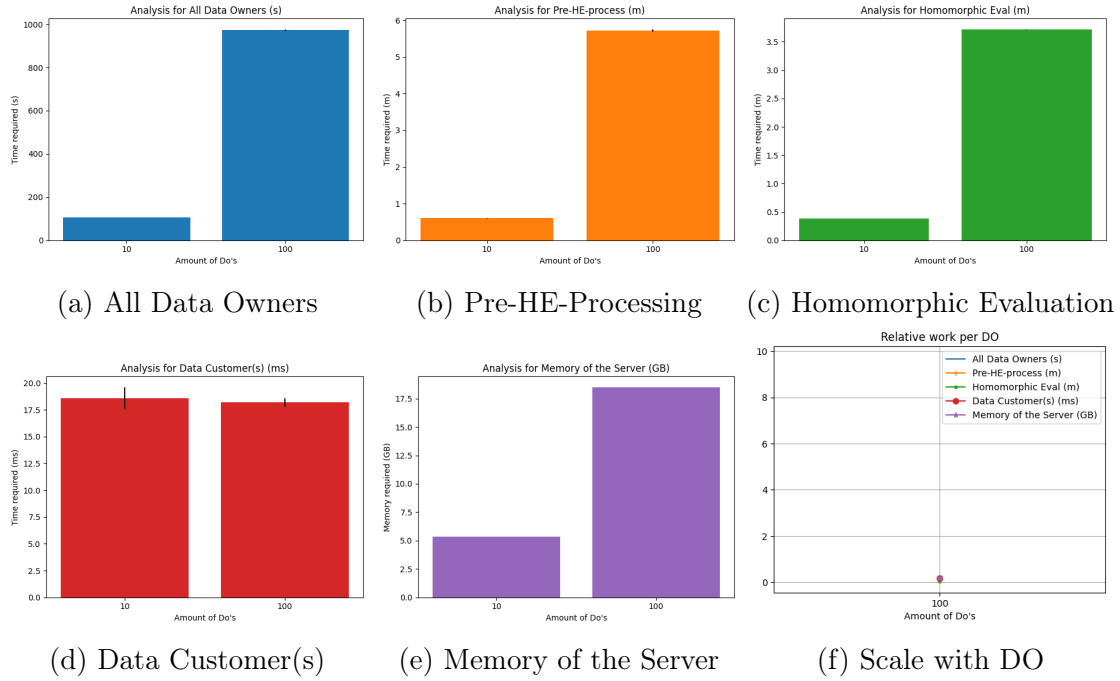 Analysis for All Data Owners (s)
1000
800
600
400
200
0
Time required (s)
10
100
Amount of Do's
(a) All Data Owners
Analysis for Pre-HE-process (m)
6
5
4
3
2
1
0
Time required (m)
10
100
Amount of Do's
(b) Pre-HE-Processing
Analysis for Homomorphic Eval (m)
3.5
3.0
2.5
2.0
1.5
1.0
0.5
0.0
Time required (m)
10
100
Amount of Do's
(c) Homomorphic Evaluation
Analysis for Data Customer(s) (ms)
20.0
17.5
15.0
12.5
10.0
7.5
5.0
2.5
0.0
Time required (ms)
10
100
Amount of Do's
(d) Data Customer(s)
Analysis for Memory of the Server (GB)
17.5
15.0
12.5
10.0
7.5
5.0
2.5
0.0
Memory required (GB)
10
100
Amount of Do's
(e) Memory of the Server
Relative work per DO
10
8
6
4
2
0
All Data Owners (s)
Pre-HE-process (m)
Homomorphic Eval (m)
Data Customer(s) (ms)
Memory of the Server (GB)
100
Amount of Do's
(f) Scale with DO